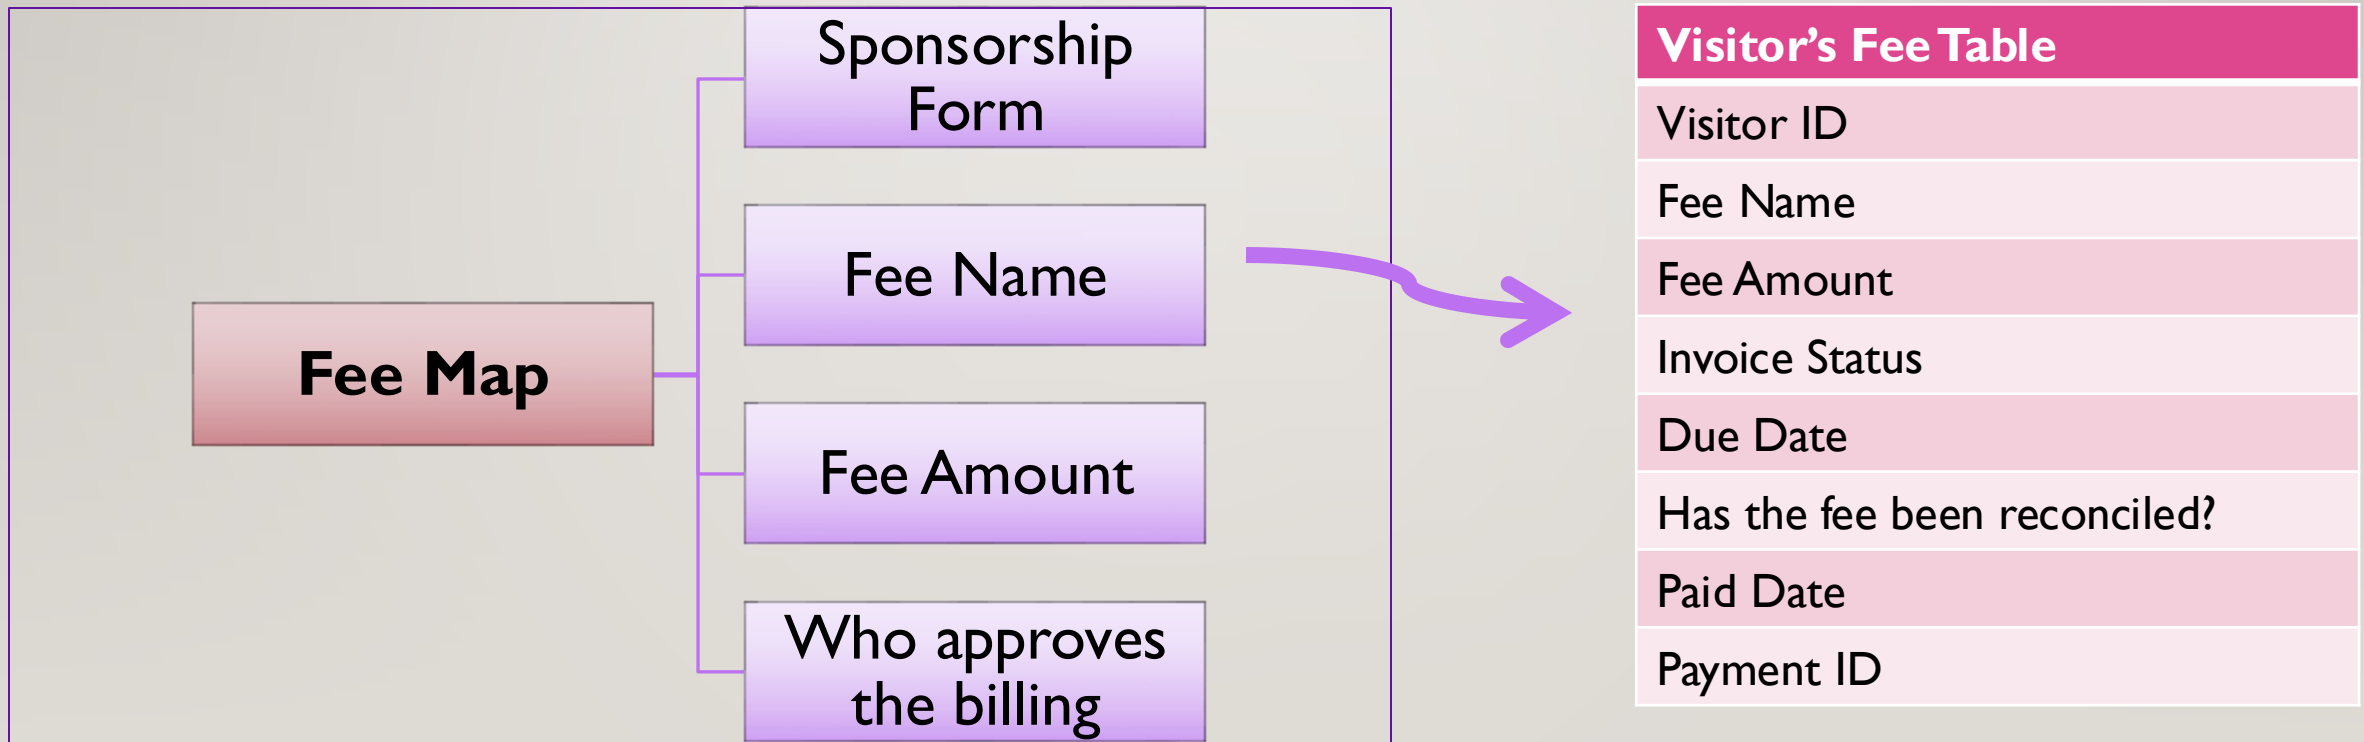 Fee Map
Sponsorship
Form
Fee Name
Fee Amount
Who approves
the billing
Visitor’s Fee Table
Visitor ID
Fee Name
Fee Amount
Invoice Status
Due Date
Has the fee been reconciled?
Paid Date
Payment ID